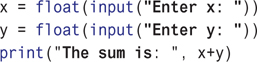 x = float(input("Enter x: "))
y = float(input("Enter y: "))
print("The sum is: ", x+y)